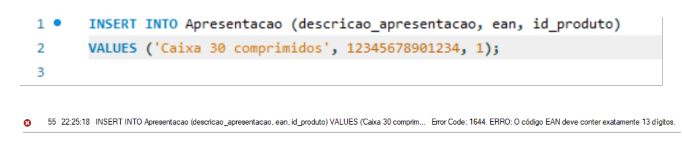 1 INSERT INTO Apresentacao (descricao_apresentacao, ean, id_produto)
2 VALUES ('Caixa 30 comprimidos', 12345678901234, 1);
3
55 22:25:18 INSERT INTO Apresentacao (descricao_apresentacao, ean, id_produto) VALUES ('Caixa 30 comprim... Error Code: 1644. ERRO: O código EAN deve conter exatamente 13 dígitos.